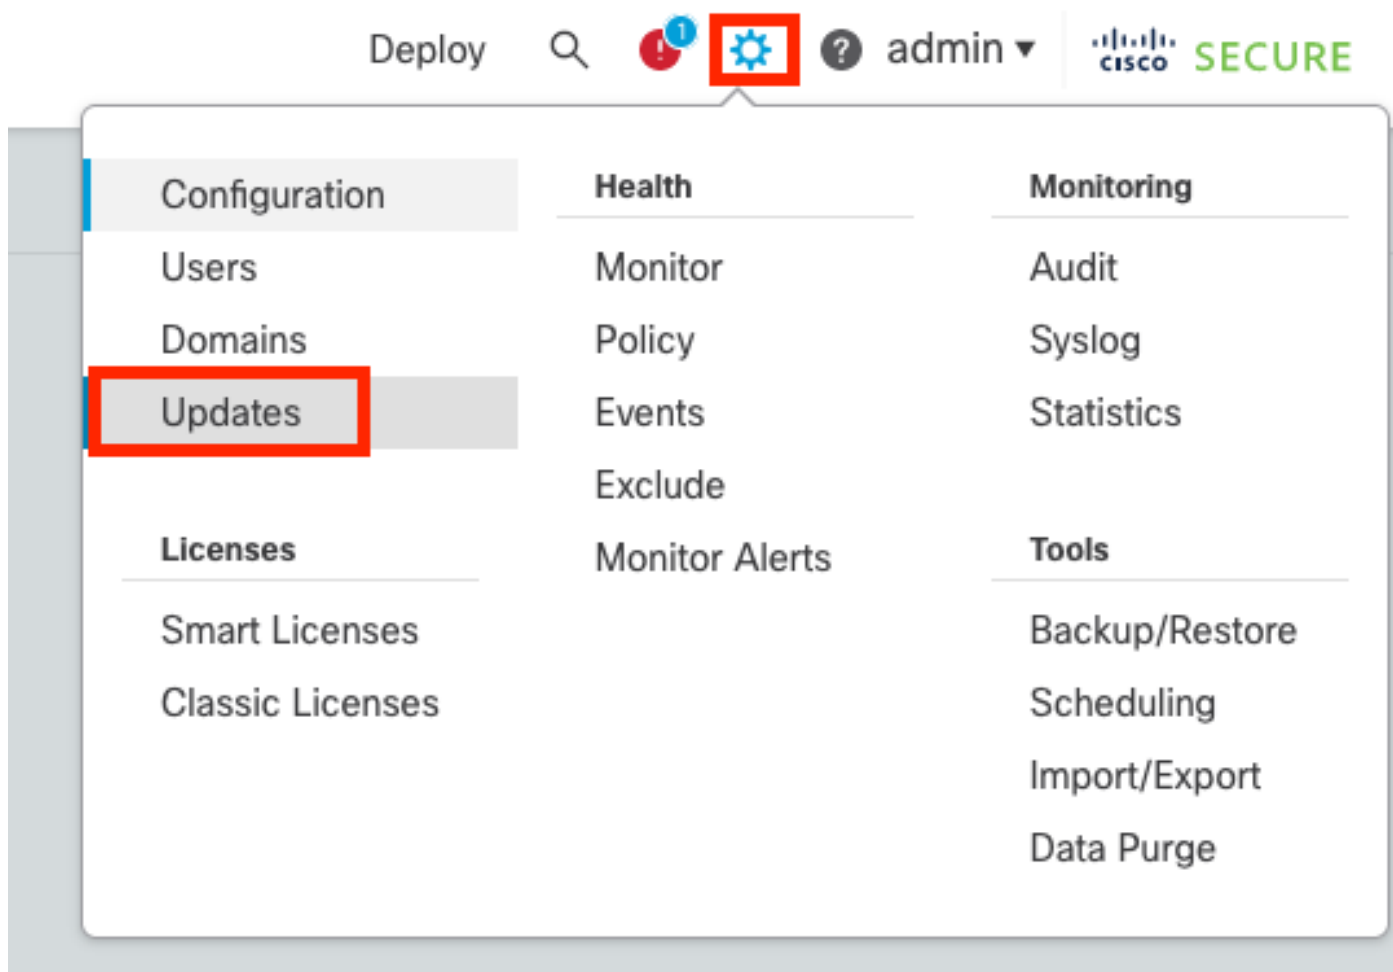 Deploy
1
admin
CISCO SECURE
Configuration
Users
Domains
Updates
Licenses
Smart Licenses
Classic Licenses
Health
Monitor
Policy
Events
Exclude
Monitor Alerts
Monitoring
Audit
Syslog
Statistics
Tools
Backup/Restore
Scheduling
Import/Export
Data Purge